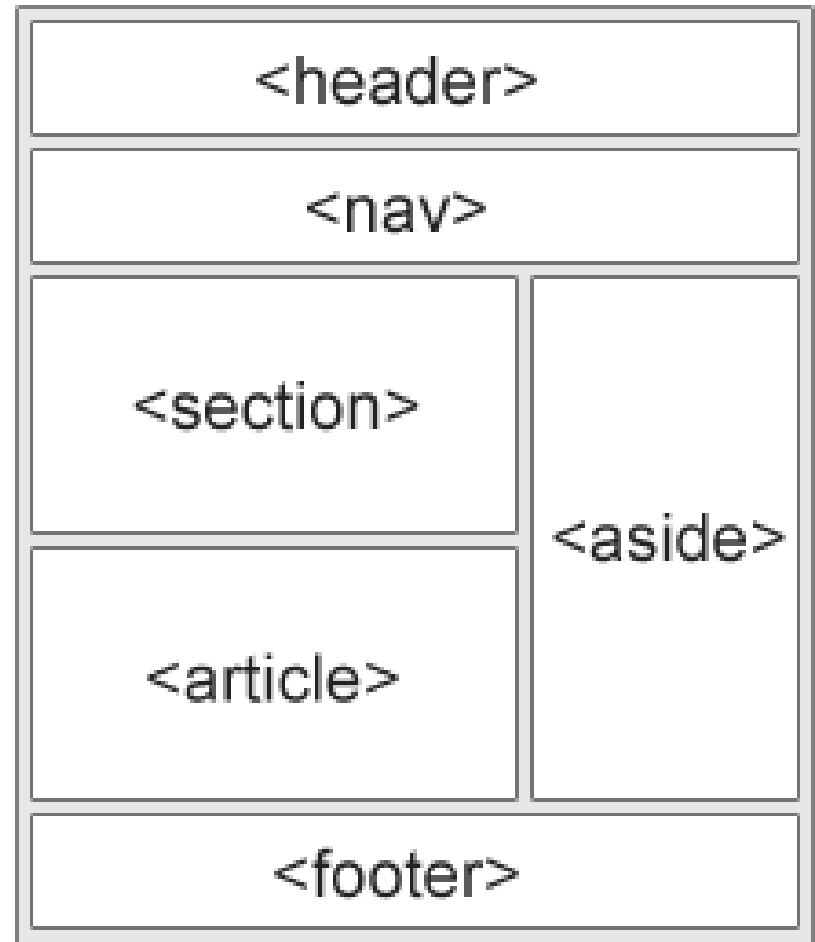 <header>
<nav>
<section>
<aside>
<article>
<footer>